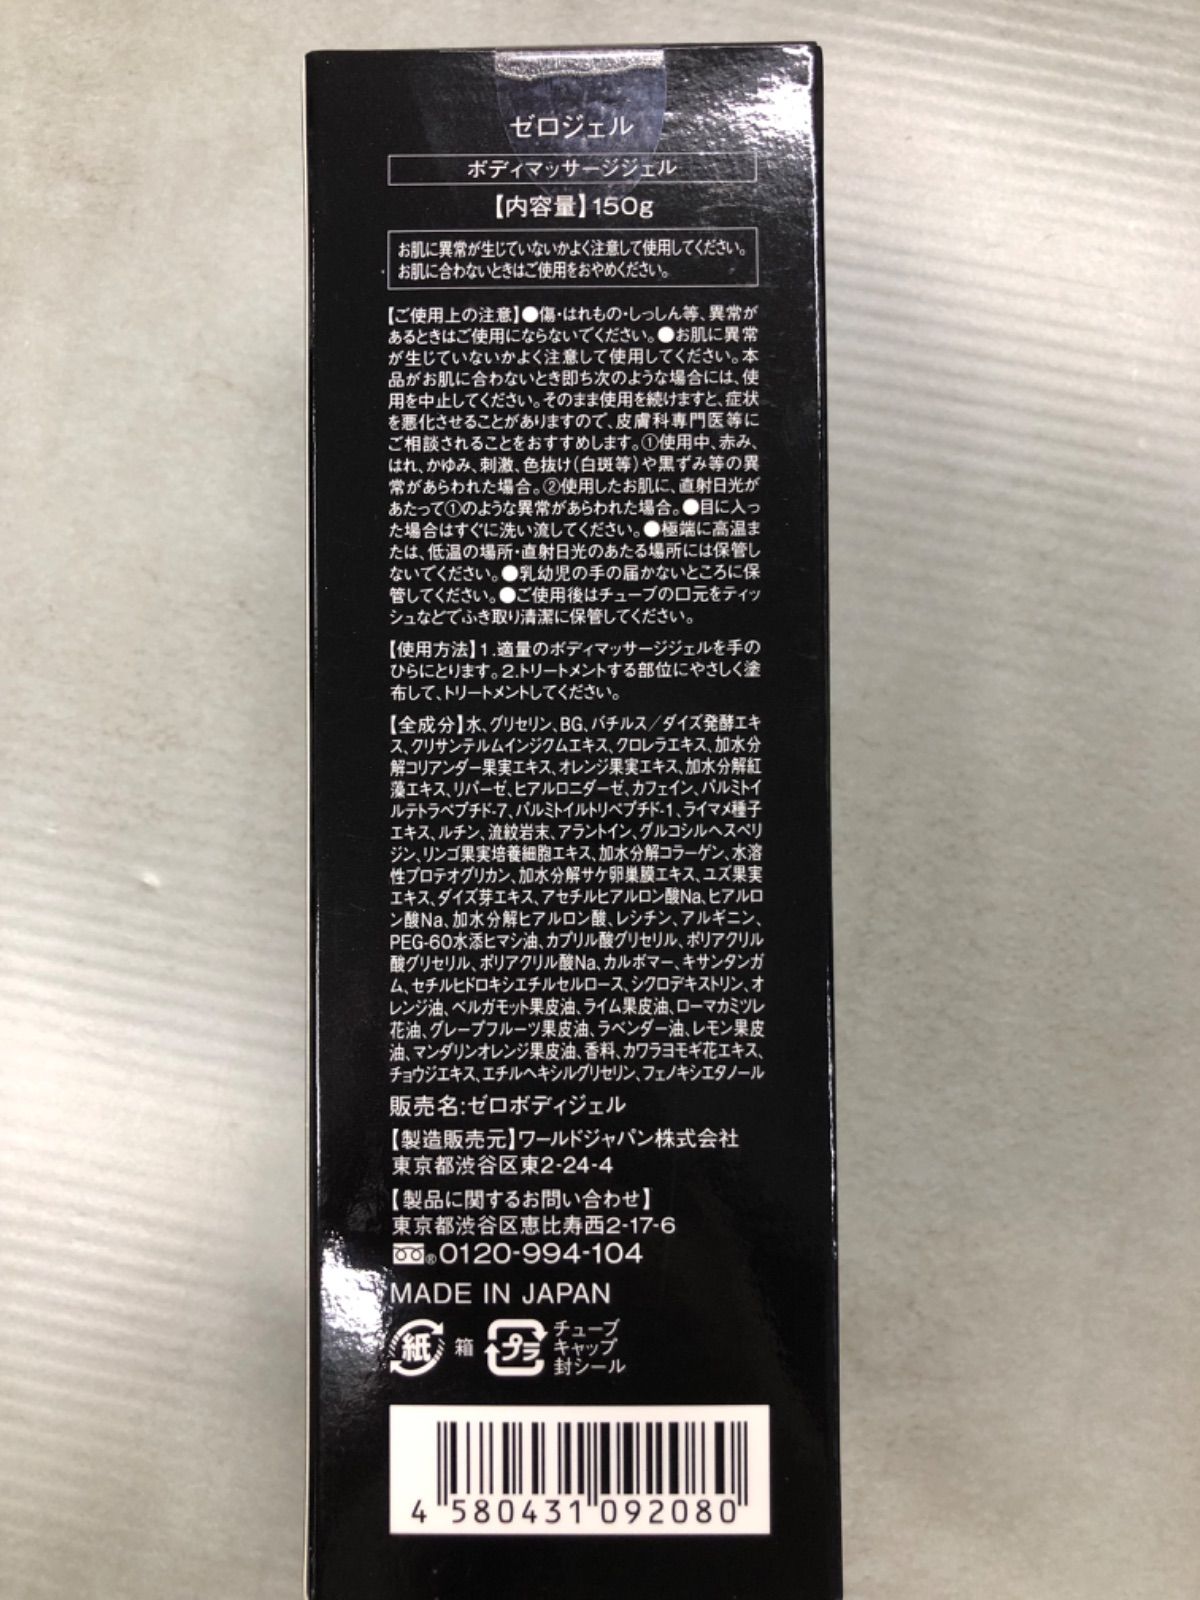 ゼロジェル
ボディマッサージジェル
【内容量】150g
お肌に異常が生じていないかよく注意して使用してください。
お肌に合わないときはご使用をおやめください。
【ご使用上の注意】●傷・はれもの・しっしん等、異常が
あるときはご使用にならないでください。●お肌に異常
が生じていないかよく注意して使用してください。本
品がお肌に合わないとき即ち次のような場合には、使
用を中止してください。そのまま使用を続けますと、症状
を悪化させることがありますので、皮膚科専門医等に
ご相談されることをおすすめします。①使用中、赤み、
はれ、かゆみ、刺激、色抜け(白斑等)や黒ずみ等の異
常があらわれた場合。②使用したお肌に、直射日光が
あたって①のような異常があらわれた場合。●目に入っ
た場合はすぐに洗い流してください。●極端に高温ま
たは、低温の場所・直射日光のあたる場所には保管し
ないでください。●乳幼児の手の届かないところに保
管してください。●ご使用後はチューブの口元をティッ
シュなどでふき取り清潔に保管してください。
【使用方法】1.適量のボディマッサージジェルを手の
ひらにとります。2.トリートメントする部位にやさしく塗
布して、トリートメントしてください。
【全成分】水、グリセリン、BG、バチルス／ダイズ発酵エキ
ス、クリサンテルムインジクムエキス、クロレラエキス、加水分
解コリアンダー果実エキス、オレンジ果実エキス、加水分解紅
藻エキス、リパーゼ、ヒアルロニダーゼ、カフェイン、パルミトイ
ルテトラペプチド-7、パルミトイルトリペプチド-1、ライマメ種子
エキス、ルチン、流紋岩末、アラントイン、グルコシルヘスペリ
ジン、リンゴ果実培養細胞エキス、加水分解コラーゲン、水溶
性プロテオグリカン、加水分解サケ卵巣膜エキス、ユズ果実
エキス、ダイズ芽エキス、アセチルヒアルロン酸Na、ヒアルロ
ン酸Na、加水分解ヒアルロン酸、レシチン、アルギニン、
PEG-60水添ヒマシ油、カプリル酸グリセリル、ポリアクリル
酸グリセリル、ポリアクリル酸Na、カルボマー、キサンタンガ
ム、セチルヒドロキシエチルセルロース、シクロデキストリン、オ
レンジ油、ベルガモット果皮油、ライム果皮油、ローマカミツレ
花油、グレープフルーツ果皮油、ラベンダー油、レモン果皮
油、マンダリンオレンジ果皮油、香料、カワラヨモギ花エキス、
チョウジエキス、エチルヘキシルグリセリン、フェノキシエタノール
販売名:ゼロボディジェル
【製造販売元】ワールドジャパン株式会社
東京都渋谷区東2-24-4
【製品に関するお問い合わせ】
東京都渋谷区恵比寿西2-17-6
®0120-994-104
MADE IN JAPAN
紙 箱 プラ チューブ
キャップ
封シール
4 580431 092080